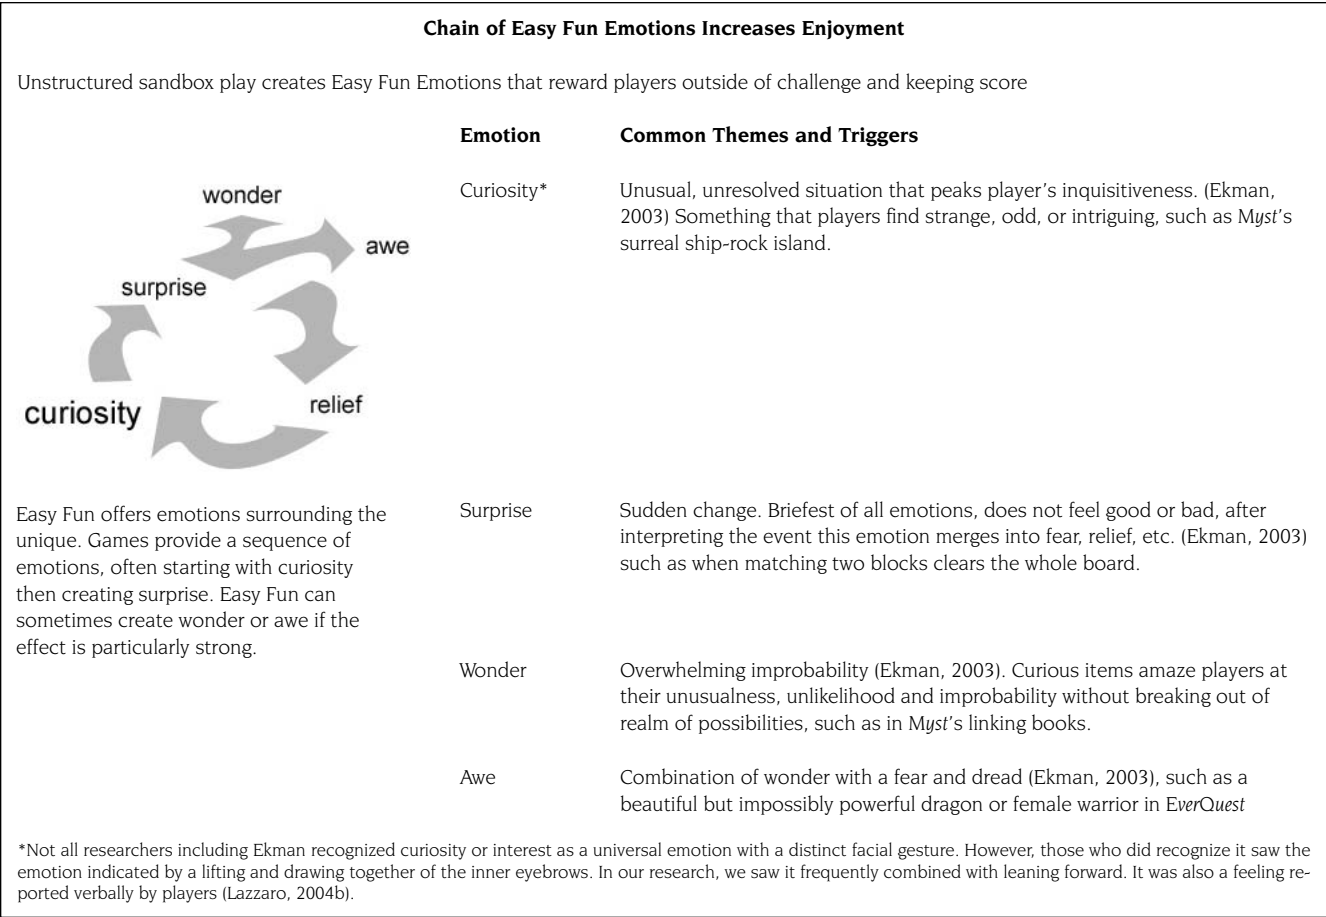 Chain of Easy Fun Emotions Increases Enjoyment
Unstructured sandbox play creates Easy Fun Emotions that reward players outside of challenge and keeping score
Emotion
Common Themes and Triggers
wonder
awe
surprise
relief
curiosity
Curiosity*
Unusual, unresolved situation that peaks player's inquisitiveness. (Ekman,
2003) Something that players find strange, odd, or intriguing, such as Myst's
surreal ship-rock island.
Easy Fun offers emotions surrounding the
unique. Games provide a sequence of
emotions, often starting with curiosity
then creating surprise. Easy Fun can
sometimes create wonder or awe if the
effect is particularly strong.
Surprise
Sudden change. Briefest of all emotions, does not feel good or bad, after
interpreting the event this emotion merges into fear, relief, etc. (Ekman, 2003)
such as when matching two blocks clears the whole board.
Wonder
Overwhelming improbability (Ekman, 2003). Curious items amaze players at
their unusualness, unlikelihood and improbability without breaking out of
realm of possibilities, such as in Myst's linking books.
Awe
Combination of wonder with a fear and dread (Ekman, 2003), such as a
beautiful but impossibly powerful dragon or female warrior in EverQuest
*Not all researchers including Ekman recognized curiosity or interest as a universal emotion with a distinct facial gesture. However, those who did recognize it saw the
emotion indicated by a lifting and drawing together of the inner eyebrows. In our research, we saw it frequently combined with leaning forward. It was also a feeling re-
ported verbally by players (Lazzaro, 2004b).